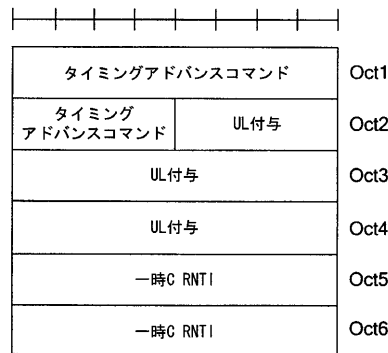 タイミングアドバンスコマンド Oct1
タイミング
アドバンスコマンド UL付与 Oct2
UL付与 Oct3
UL付与 Oct4
一時C RNTI Oct5
一時C RNTI Oct6